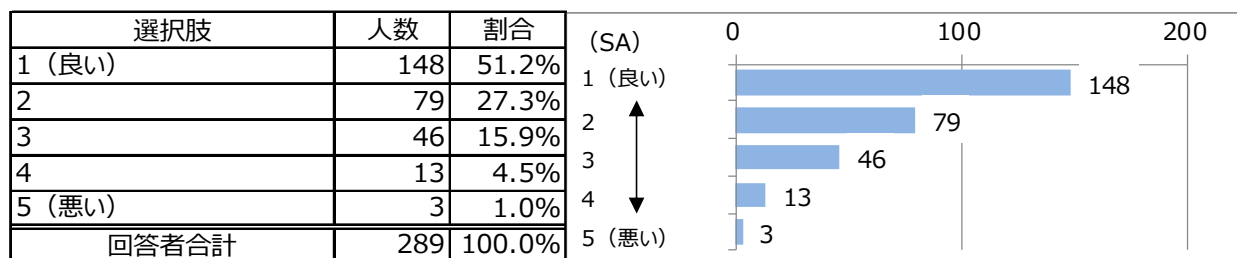 選択肢 人数 割合
1（良い） 148 51.2%
2 79 27.3%
3 46 15.9%
4 13 4.5%
5（悪い） 3 1.0%
回答者合計 289 100.0%
（SA）
0 100 200
1（良い） 148
2 79
3 46
4 13
5（悪い） 3